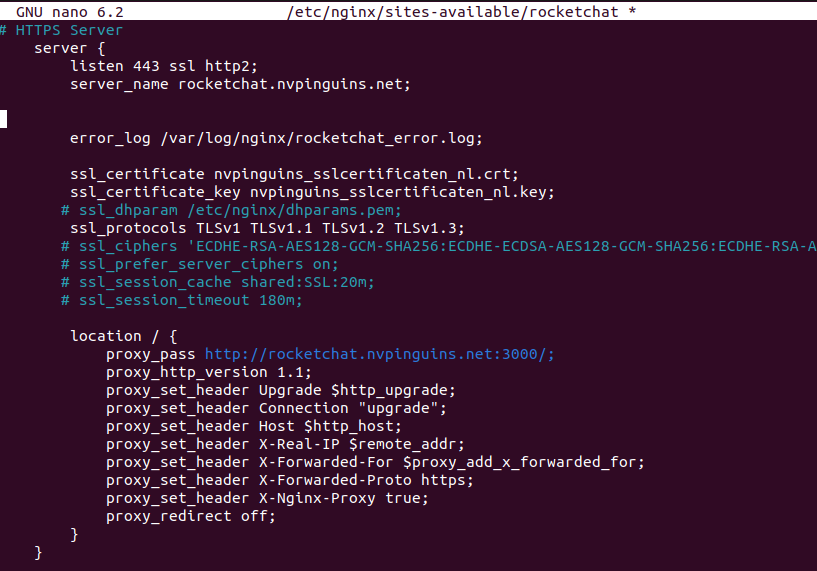 GNU nano 6.2 /etc/nginx/sites-available/rocketchat *
# HTTPS Server
server {
listen 443 ssl http2;
server_name rocketchat.nvpinguins.net;
error_log /var/log/nginx/rocketchat_error.log;
ssl_certificate nvpinguins_sslcertificaten_nl.crt;
ssl_certificate_key nvpinguins_sslcertificaten_nl.key;
# ssl_dhparam /etc/nginx/dhparams.pem;
ssl_protocols TLSv1 TLSv1.1 TLSv1.2 TLSv1.3;
# ssl_ciphers 'ECDHE-RSA-AES128-GCM-SHA256:ECDHE-ECDSA-AES128-GCM-SHA256:ECDHE-RSA-A
# ssl_prefer_server_ciphers on;
# ssl_session_cache shared:SSL:20m;
# ssl_session_timeout 180m;
location / {
proxy_pass http://rocketchat.nvpinguins.net:3000/;
proxy_http_version 1.1;
proxy_set_header Upgrade $http_upgrade;
proxy_set_header Connection "upgrade";
proxy_set_header Host $http_host;
proxy_set_header X-Real-IP $remote_addr;
proxy_set_header X-Forwarded-For $proxy_add_x_forwarded_for;
proxy_set_header X-Forwarded-Proto https;
proxy_set_header X-Nginx-Proxy true;
proxy_redirect off;
}
}